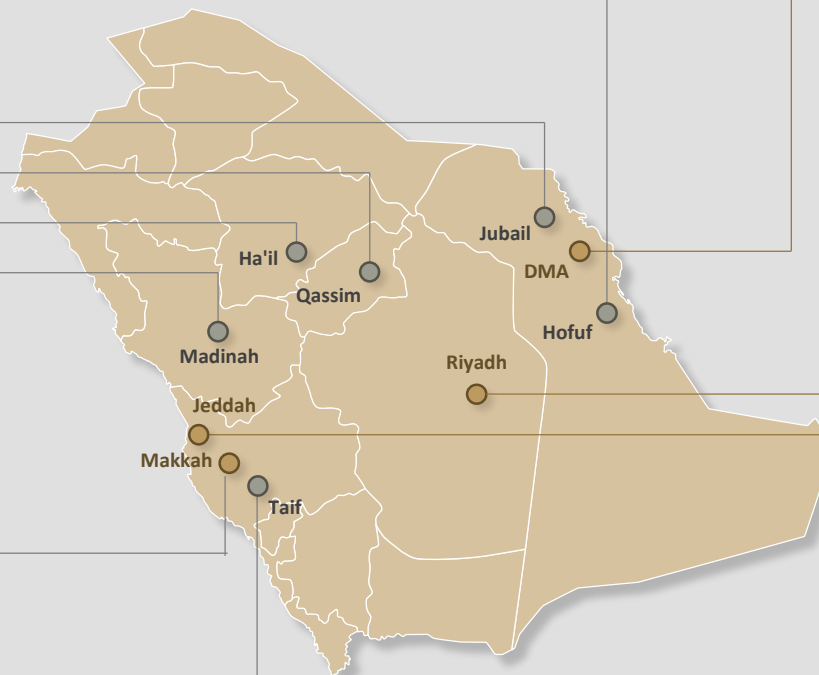 Jubail
Ha'il
DMA
Qassim
Hofuf
Madinah
Riyadh
Jeddah
Makkah
Taif